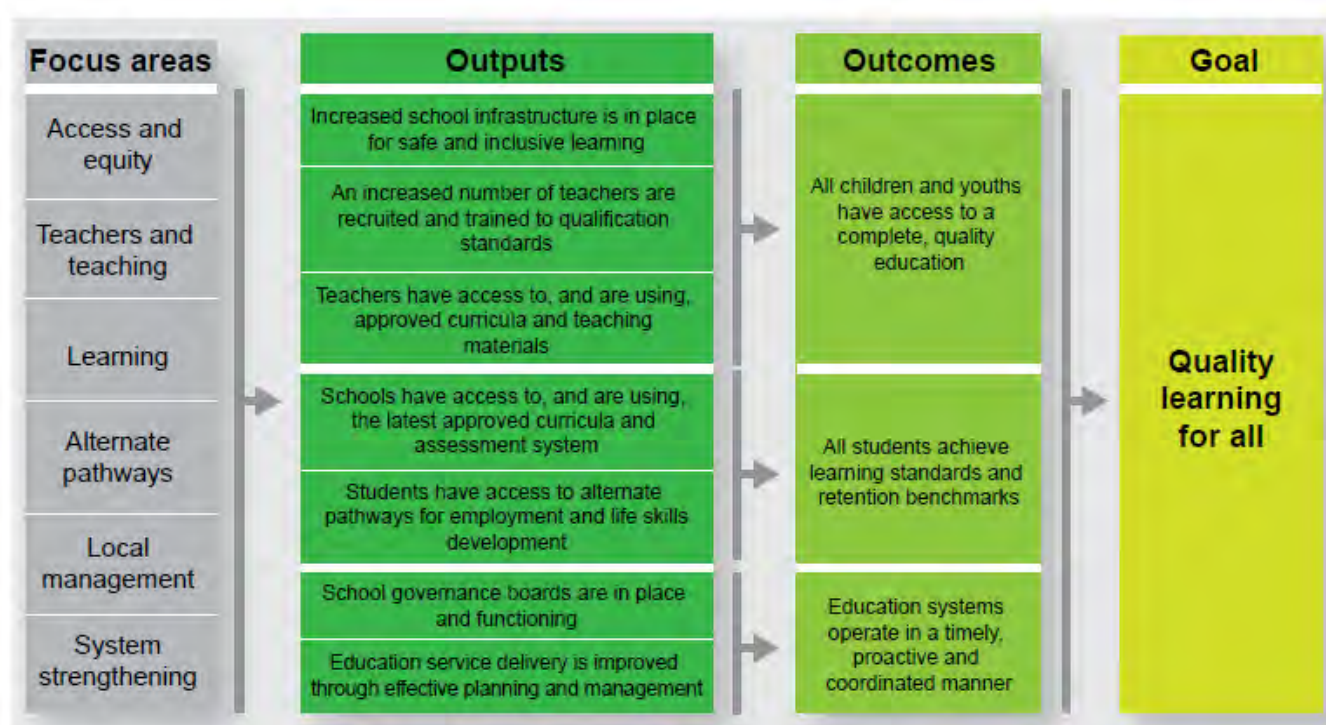 Focus areas
Access and
equity
Teachers and
teaching
Learning
Alternate
pathways
Local
management
System
strengthening
Outputs
Increased school infrastructure is in place
for safe and inclusive learning
An increased number of teachers are
recruited and trained to qualification
standards
Teachers have access to, and are using,
approved curricula and teaching
materials
Schools have access to, and are using,
the latest approved curricula and
assessment system
Students have access to alternate
pathways for employment and life skills
development
School governance boards are in place
and functioning
Education service delivery is improved
through effective planning and management
Outcomes
All children and youths
have access to a
complete, quality
education
All students achieve
learning standards and
retention benchmarks
Education systems
operate in a timely,
proactive and
coordinated manner
Goal
Quality
learning
for all